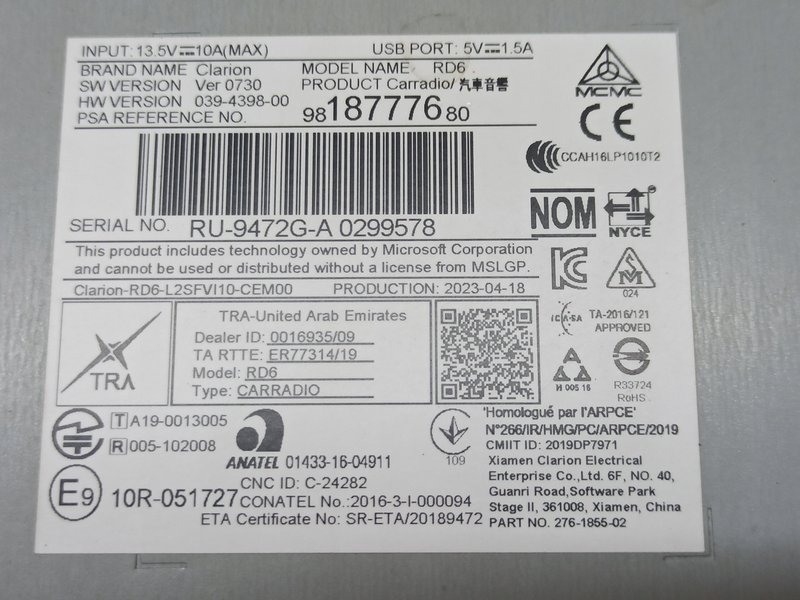 INPUT: 13.5V⎓10A(MAX) USB PORT: 5V⎓1.5A
BRAND NAME Clarion MODEL NAME RD6
SW VERSION Ver 0730 PRODUCT Carradio/ 汽車音響
HW VERSION 039-4398-00
PSA REFERENCE NO. 98 187776 80
MCMC
CE
CCAH16LP1010T2
SERIAL NO. RU-9472G-A 0299578
NOM NYCE
This product includes technology owned by Microsoft Corporation
and cannot be used or distributed without a license from MSLGP.
Clarion-RD6-L2SFVI10-CEM00 PRODUCTION: 2023-04-18
024
TRA
TRA-United Arab Emirates
Dealer ID: 0016935/09
TA RTTE: ER77314/19
Model: RD6
Type: CARRADIO
ICASA TA-2016/121
APPROVED
H 005 16
R33724
RoHS
T A19-0013005
R 005-102008
ANATEL 01433-16-04911
109
E9 10R-051727
CNC ID: C-24282
CONATEL No.:2016-3-I-000094
ETA Certificate No: SR-ETA/20189472
'Homologué par l'ARPCE'
N°266/IR/HMG/PC/ARPCE/2019
CMIIT ID: 2019DP7971
Xiamen Clarion Electrical
Enterprise Co.,Ltd. 6F, NO. 40,
Guanri Road,Software Park
Stage II, 361008, Xiamen, China
PART NO. 276-1855-02